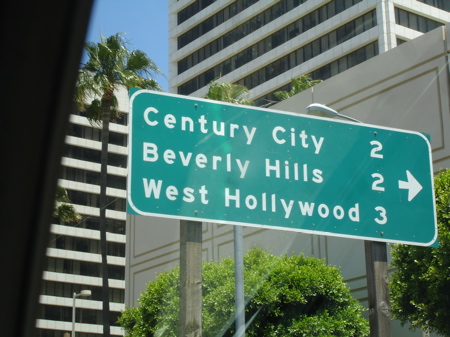 Century City 2
Beverly Hills 2
West Hollywood 3